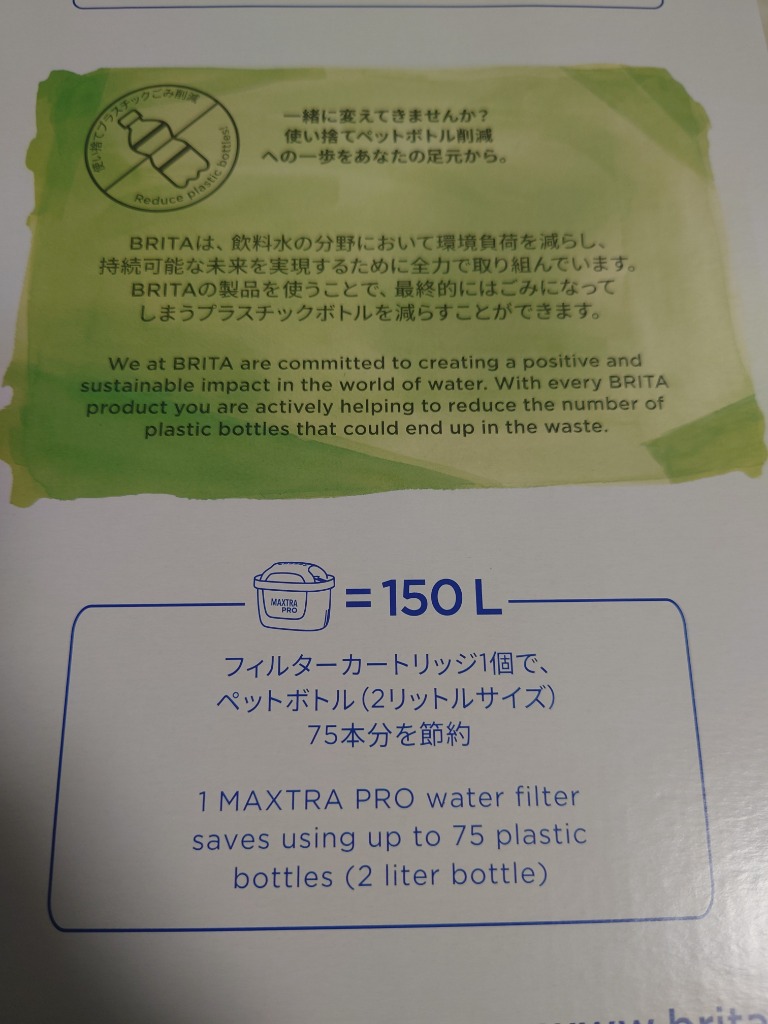 使い捨てプラスチックごみ削減
Reduce plastic bottles!
一緒に変えてきませんか?
使い捨てペットボトル削減
への一歩をあなたの足元から。
BRITAは、飲料水の分野において環境負荷を減らし、
持続可能な未来を実現するために全力で取り組んでいます。
BRITAの製品を使うことで、最終的にはごみになって
しまうプラスチックボトルを減らすことができます。
We at BRITA are committed to creating a positive and
sustainable impact in the world of water. With every BRITA
product you are actively helping to reduce the number of
plastic bottles that could end up in the waste.
MAXTRA
PRO
= 150 L
フィルターカートリッジ1個で、
ペットボトル(2リットルサイズ)
75本分を節約
1 MAXTRA PRO water filter
saves using up to 75 plastic
bottles (2 liter bottle)